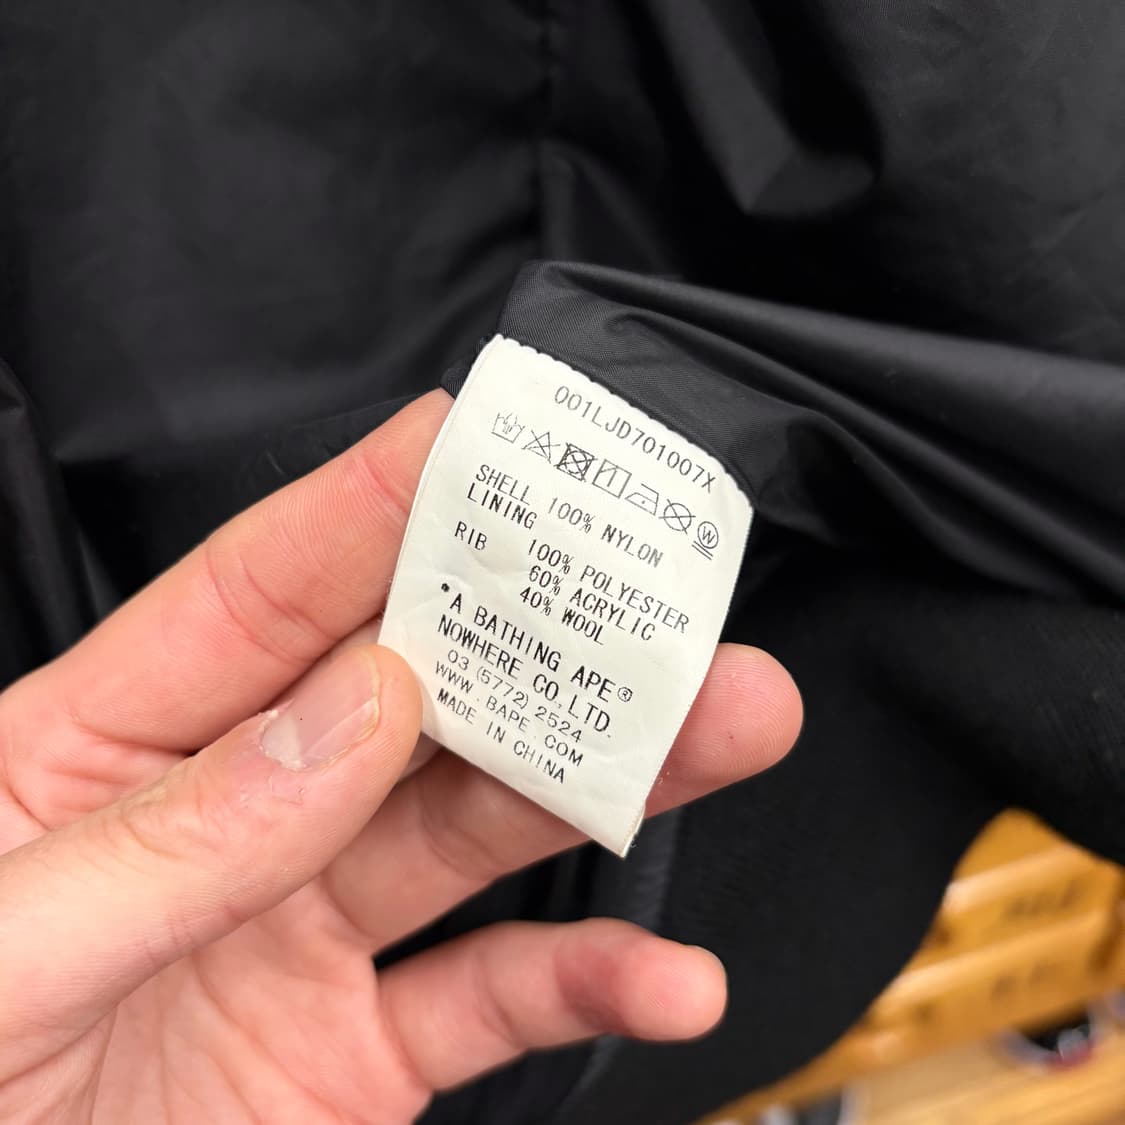 001LJD701007X
W
SHELL 100% NYLON
LINING
100% POLYESTER
RIB 60% ACRYLIC
40% WOOL
*A BATHING APE®
NOWHERE CO.,LTD.
03 (5772) 2524
WWW.BAPE.COM
MADE IN CHINA